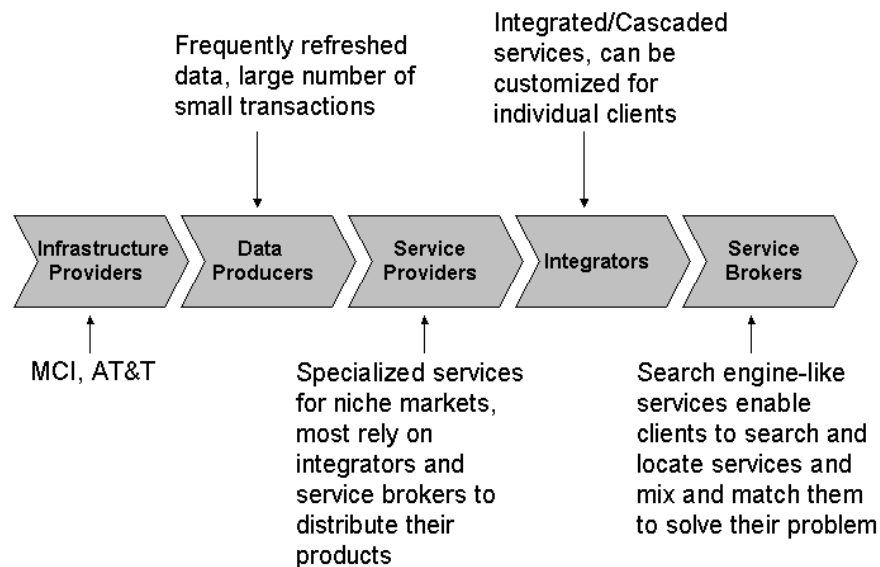 Frequently refreshed
data, large number of
small transactions
Integrated/Cascaded
services, can be
customized for
individual clients
Infrastructure
Providers
Data
Producers
Service
Providers
Integrators
Service
Brokers
MCI, AT&T
Specialized services
for niche markets,
most rely on
integrators and
service brokers to
distribute their
products
Search engine-like
services enable
clients to search and
locate services and
mix and match them
to solve their problem